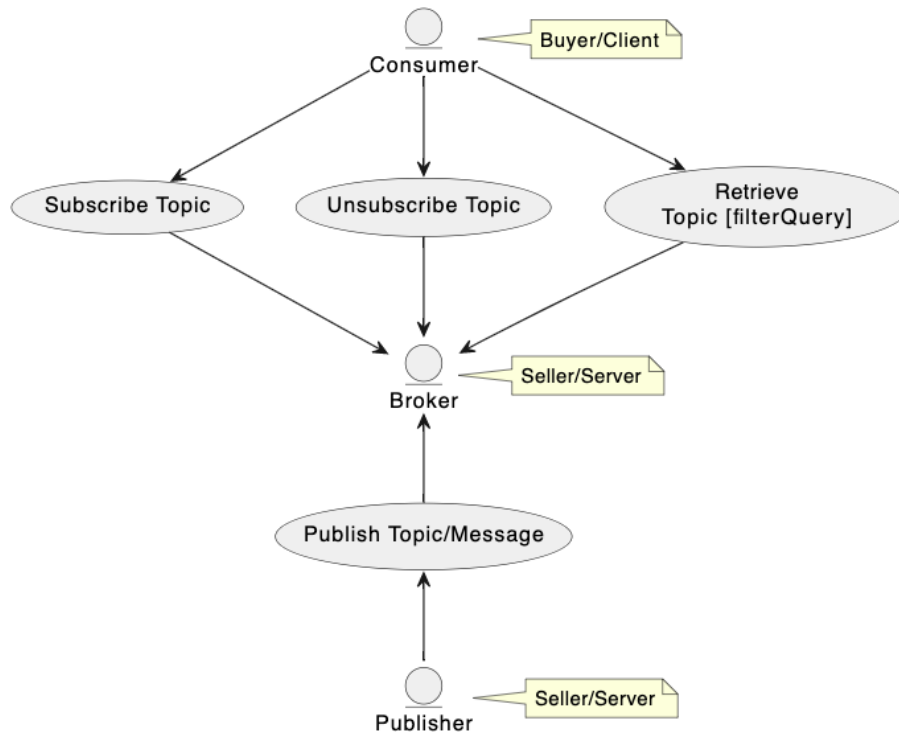 Buyer/Client
Consumer
Subscribe Topic
Unsubscribe Topic
Retrieve
Topic [filterQuery]
Seller/Server
Broker
Publish Topic/Message
Seller/Server
Publisher